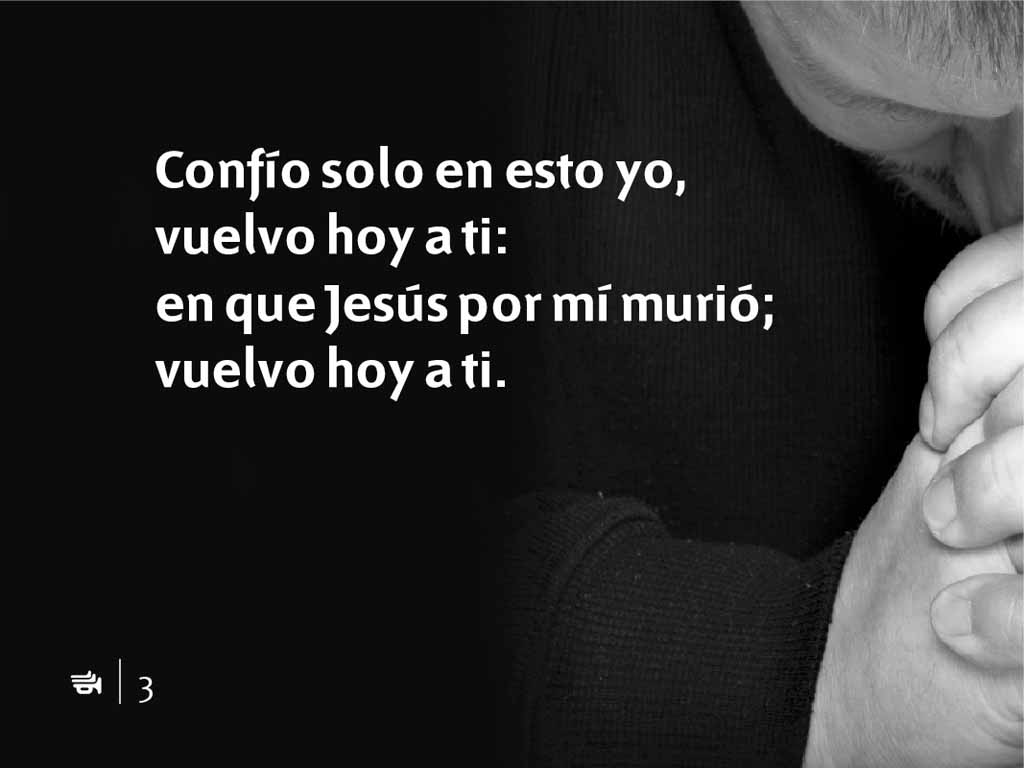 Confío solo en esto yo,
vuelvo hoy a ti:
en que Jesús por mí murió;
vuelvo hoy a ti.
3